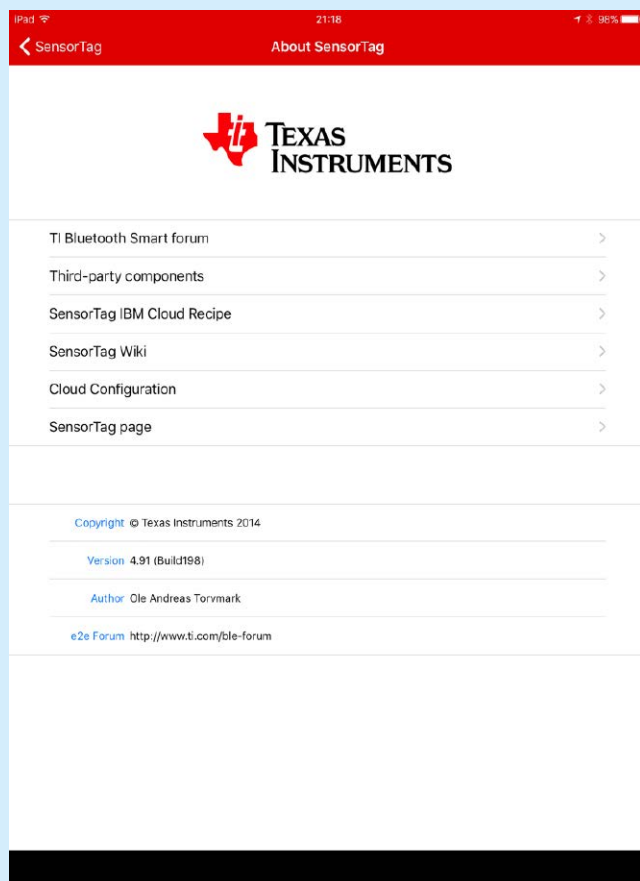 iPad 21:18 98%
SensorTag About SensorTag
TEXAS
INSTRUMENTS
TI Bluetooth Smart forum
Third-party components
SensorTag IBM Cloud Recipe
SensorTag Wiki
Cloud Configuration
SensorTag page
Copyright © Texas Instruments 2014
Version 4.91 (Build198)
Author Ole Andreas Torvmark
e2e Forum http://www.ti.com/ble-forum